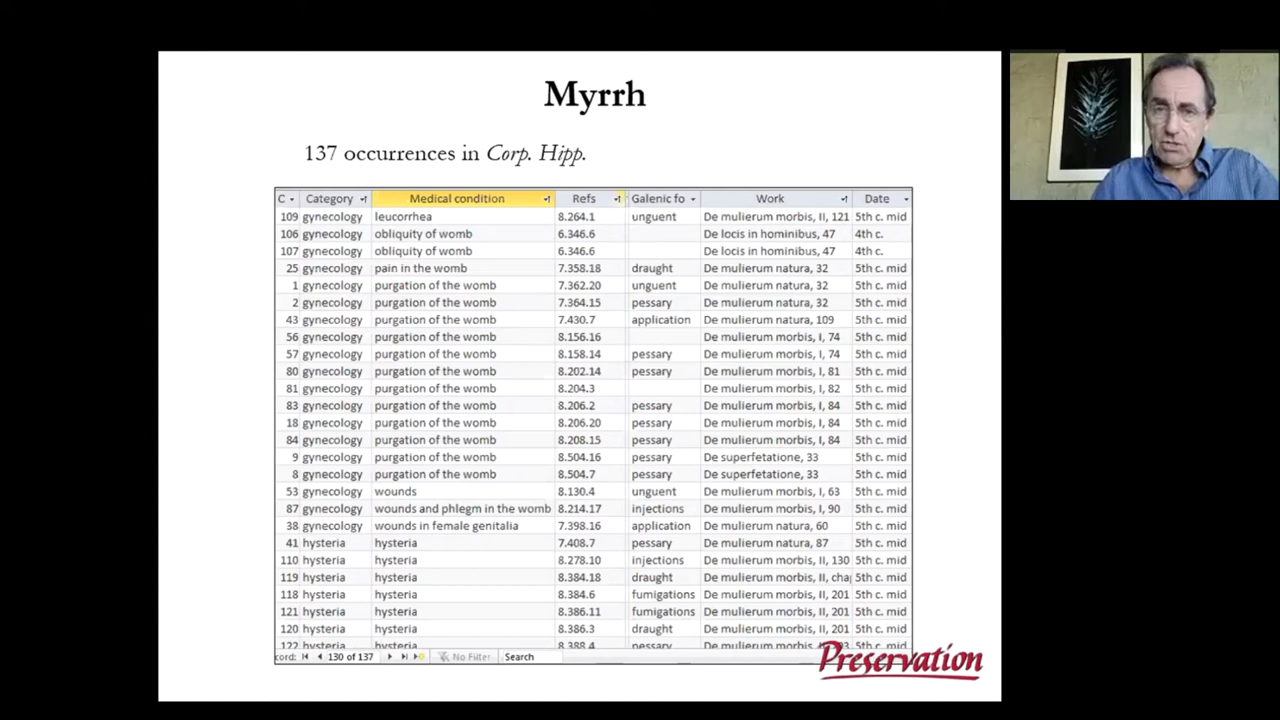 Myrrh
137 occurrences in Corp. Hipp.
C Category Medical condition Refs Galenic fo Work Date
109 gynecology leucorrhea 8.264.1 unguent De mulierum morbis, II, 121 5th c. mid
106 gynecology obliquity of womb 6.346.6 De locis in hominibus, 47 4th c.
107 gynecology obliquity of womb 6.346.6 De locis in hominibus, 47 4th c.
25 gynecology pain in the womb 7.358.18 draught De mulierum natura, 32 5th c. mid
1 gynecology purgation of the womb 7.362.20 unguent De mulierum natura, 32 5th c. mid
2 gynecology purgation of the womb 7.364.15 pessary De mulierum natura, 32 5th c. mid
43 gynecology purgation of the womb 7.430.7 application De mulierum natura, 109 5th c. mid
56 gynecology purgation of the womb 8.156.16 De mulierum morbis, I, 74 5th c. mid
57 gynecology purgation of the womb 8.158.14 pessary De mulierum morbis, I, 74 5th c. mid
80 gynecology purgation of the womb 8.202.14 pessary De mulierum morbis, I, 81 5th c. mid
81 gynecology purgation of the womb 8.204.3 De mulierum morbis, I, 82 5th c. mid
83 gynecology purgation of the womb 8.206.2 pessary De mulierum morbis, I, 84 5th c. mid
18 gynecology purgation of the womb 8.206.20 pessary De mulierum morbis, I, 84 5th c. mid
84 gynecology purgation of the womb 8.208.15 pessary De mulierum morbis, I, 84 5th c. mid
9 gynecology purgation of the womb 8.504.16 pessary De superfetatione, 33 5th c. mid
8 gynecology purgation of the womb 8.504.7 pessary De superfetatione, 33 5th c. mid
53 gynecology wounds 8.130.4 unguent De mulierum morbis, I, 63 5th c. mid
87 gynecology wounds and phlegm in the womb 8.214.17 injections De mulierum morbis, I, 90 5th c. mid
38 gynecology wounds in female genitalia 7.398.16 application De mulierum natura, 60 5th c. mid
41 hysteria hysteria 7.408.7 pessary De mulierum natura, 87 5th c. mid
110 hysteria hysteria 8.278.10 injections De mulierum morbis, II, 130 5th c. mid
119 hysteria hysteria 8.384.18 draught De mulierum morbis, II, cha 5th c. mid
118 hysteria hysteria 8.384.6 fumigations De mulierum morbis, II, 201 5th c. mid
121 hysteria hysteria 8.386.11 fumigations De mulierum morbis, II, 201 5th c. mid
120 hysteria hysteria 8.386.3 draught De mulierum morbis, II, 201 5th c. mid
122 hysteria hysteria 8.388.4 pessary De mulierum morbis 5th c. mid
cord: 130 of 137 No Filter Search
Preservation